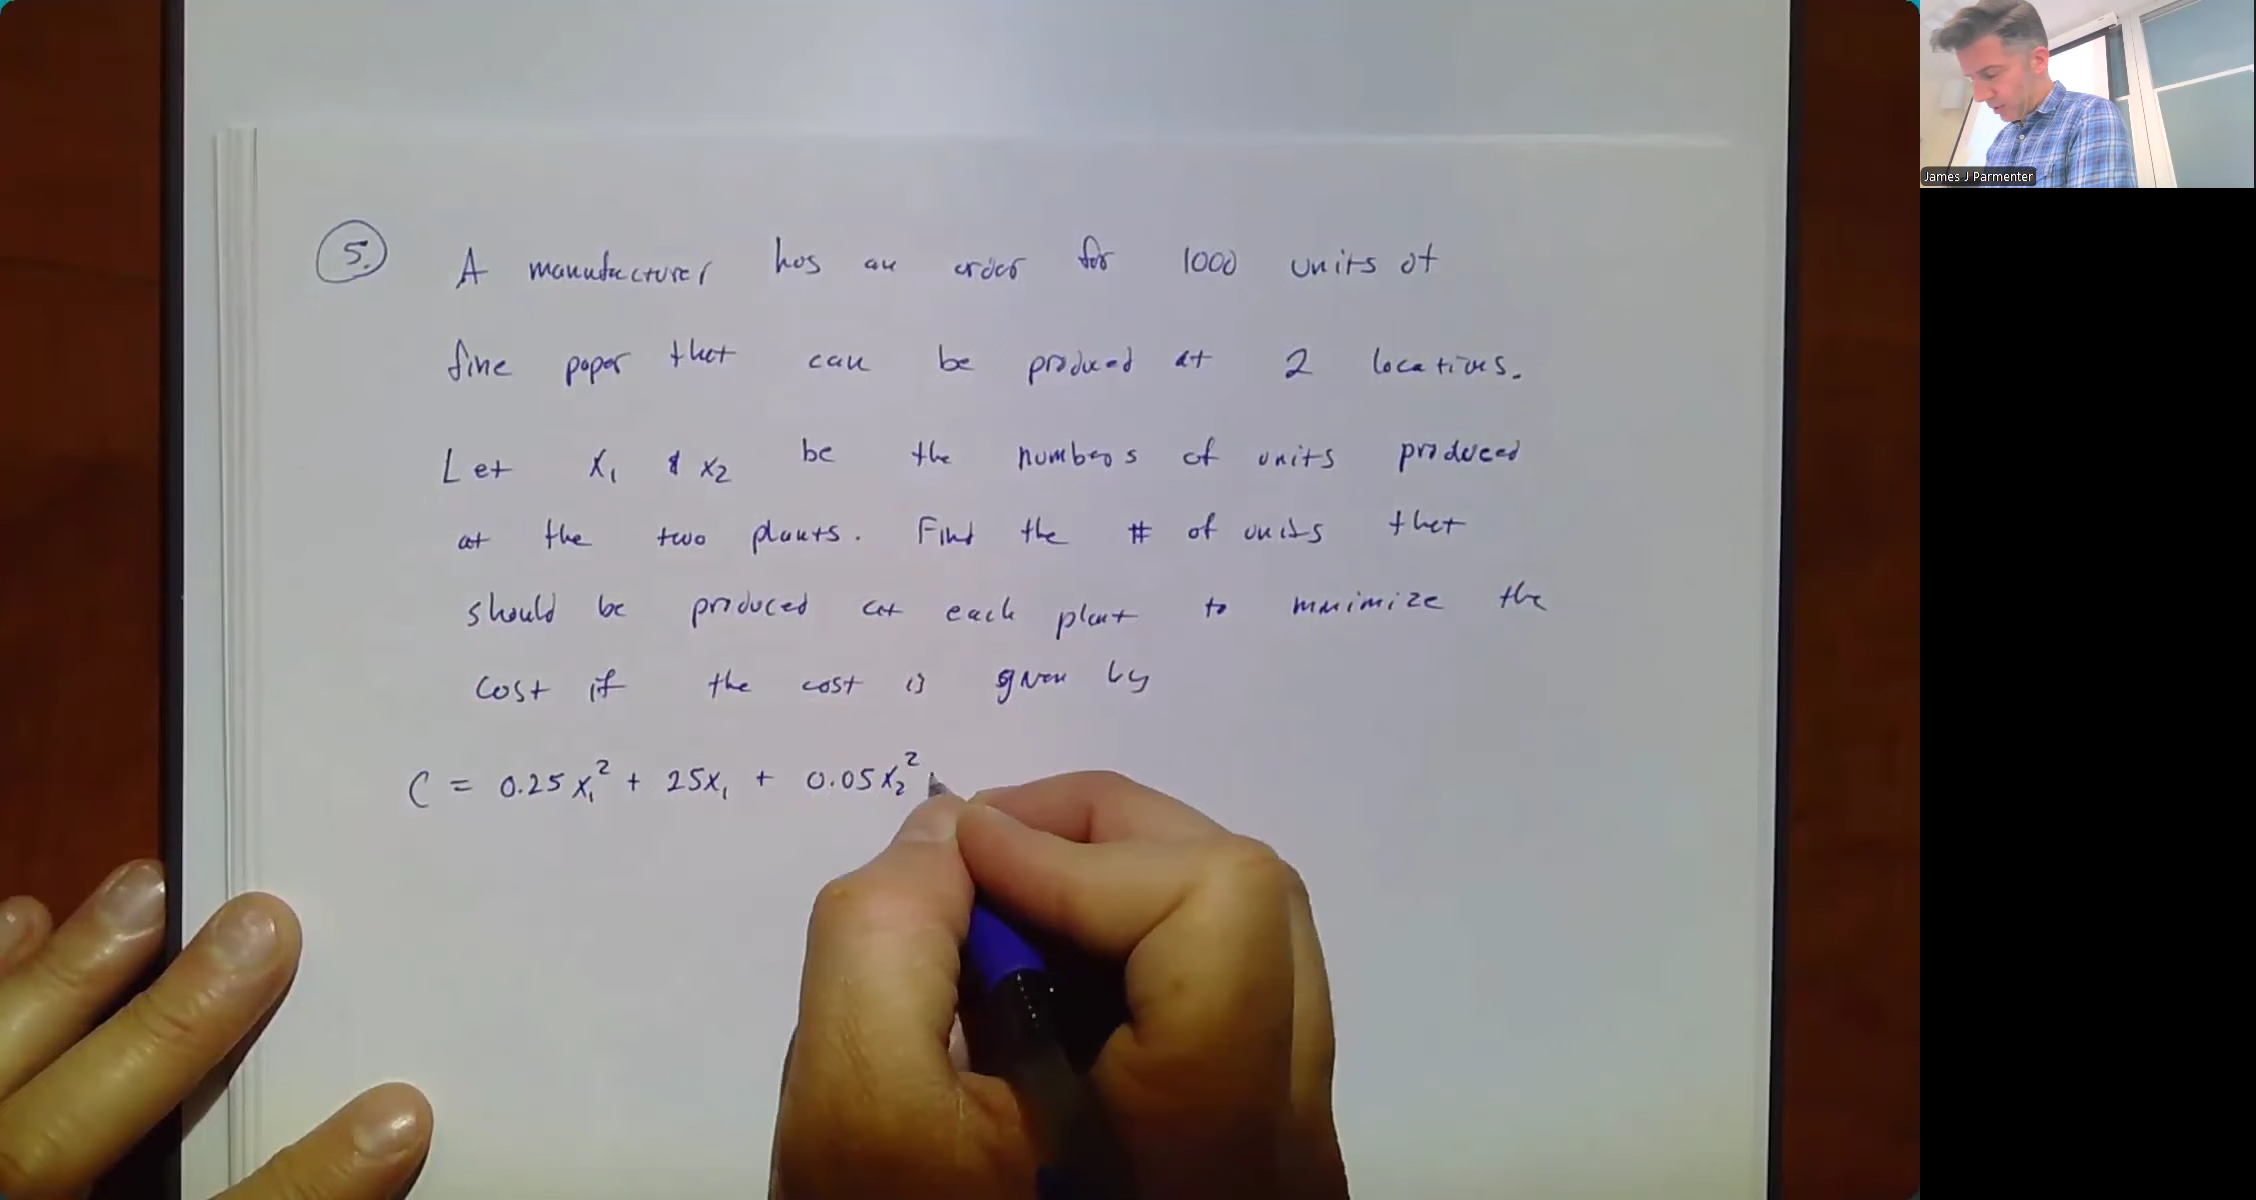 5. A manufacturer has an order for 1000 units of
fine paper that can be produced at 2 locations.
Let x₁ & x₂ be the numbers of units produced
at the two plants. Find the # of units that
should be produced at each plant to minimize the
cost if the cost is given by
C = 0.25x₁² + 25x₁ + 0.05x₂²
James J Parmenter